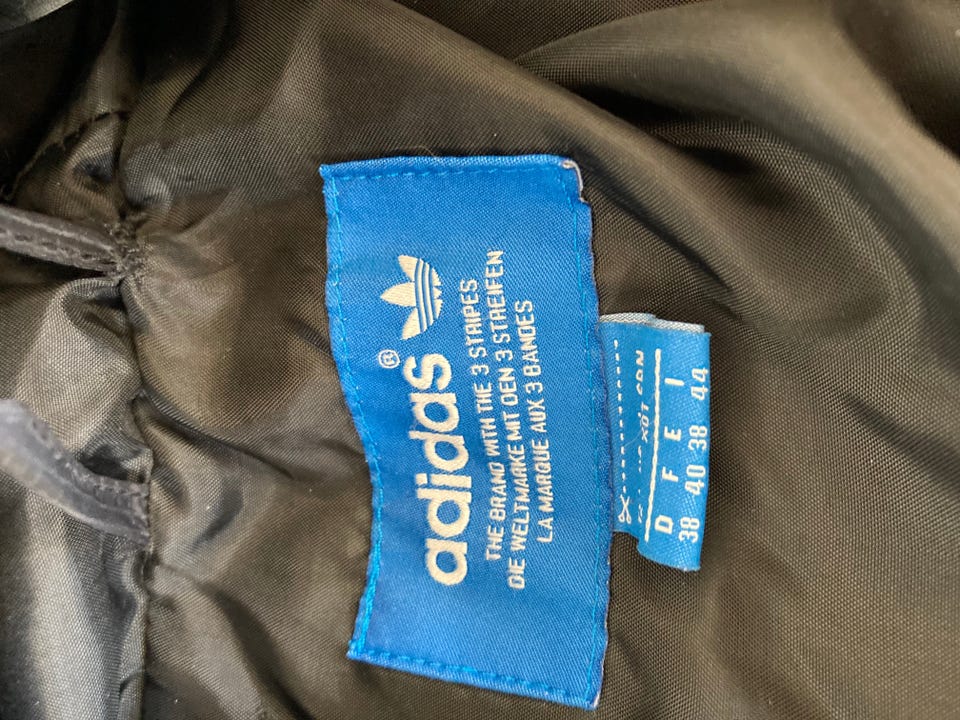 adidas®
THE BRAND WITH THE 3 STRIPES
DIE WELTMARKE MIT DEN 3 STREIFEN
LA MARQUE AUX 3 BANDES
D F E I
38 40 38 44